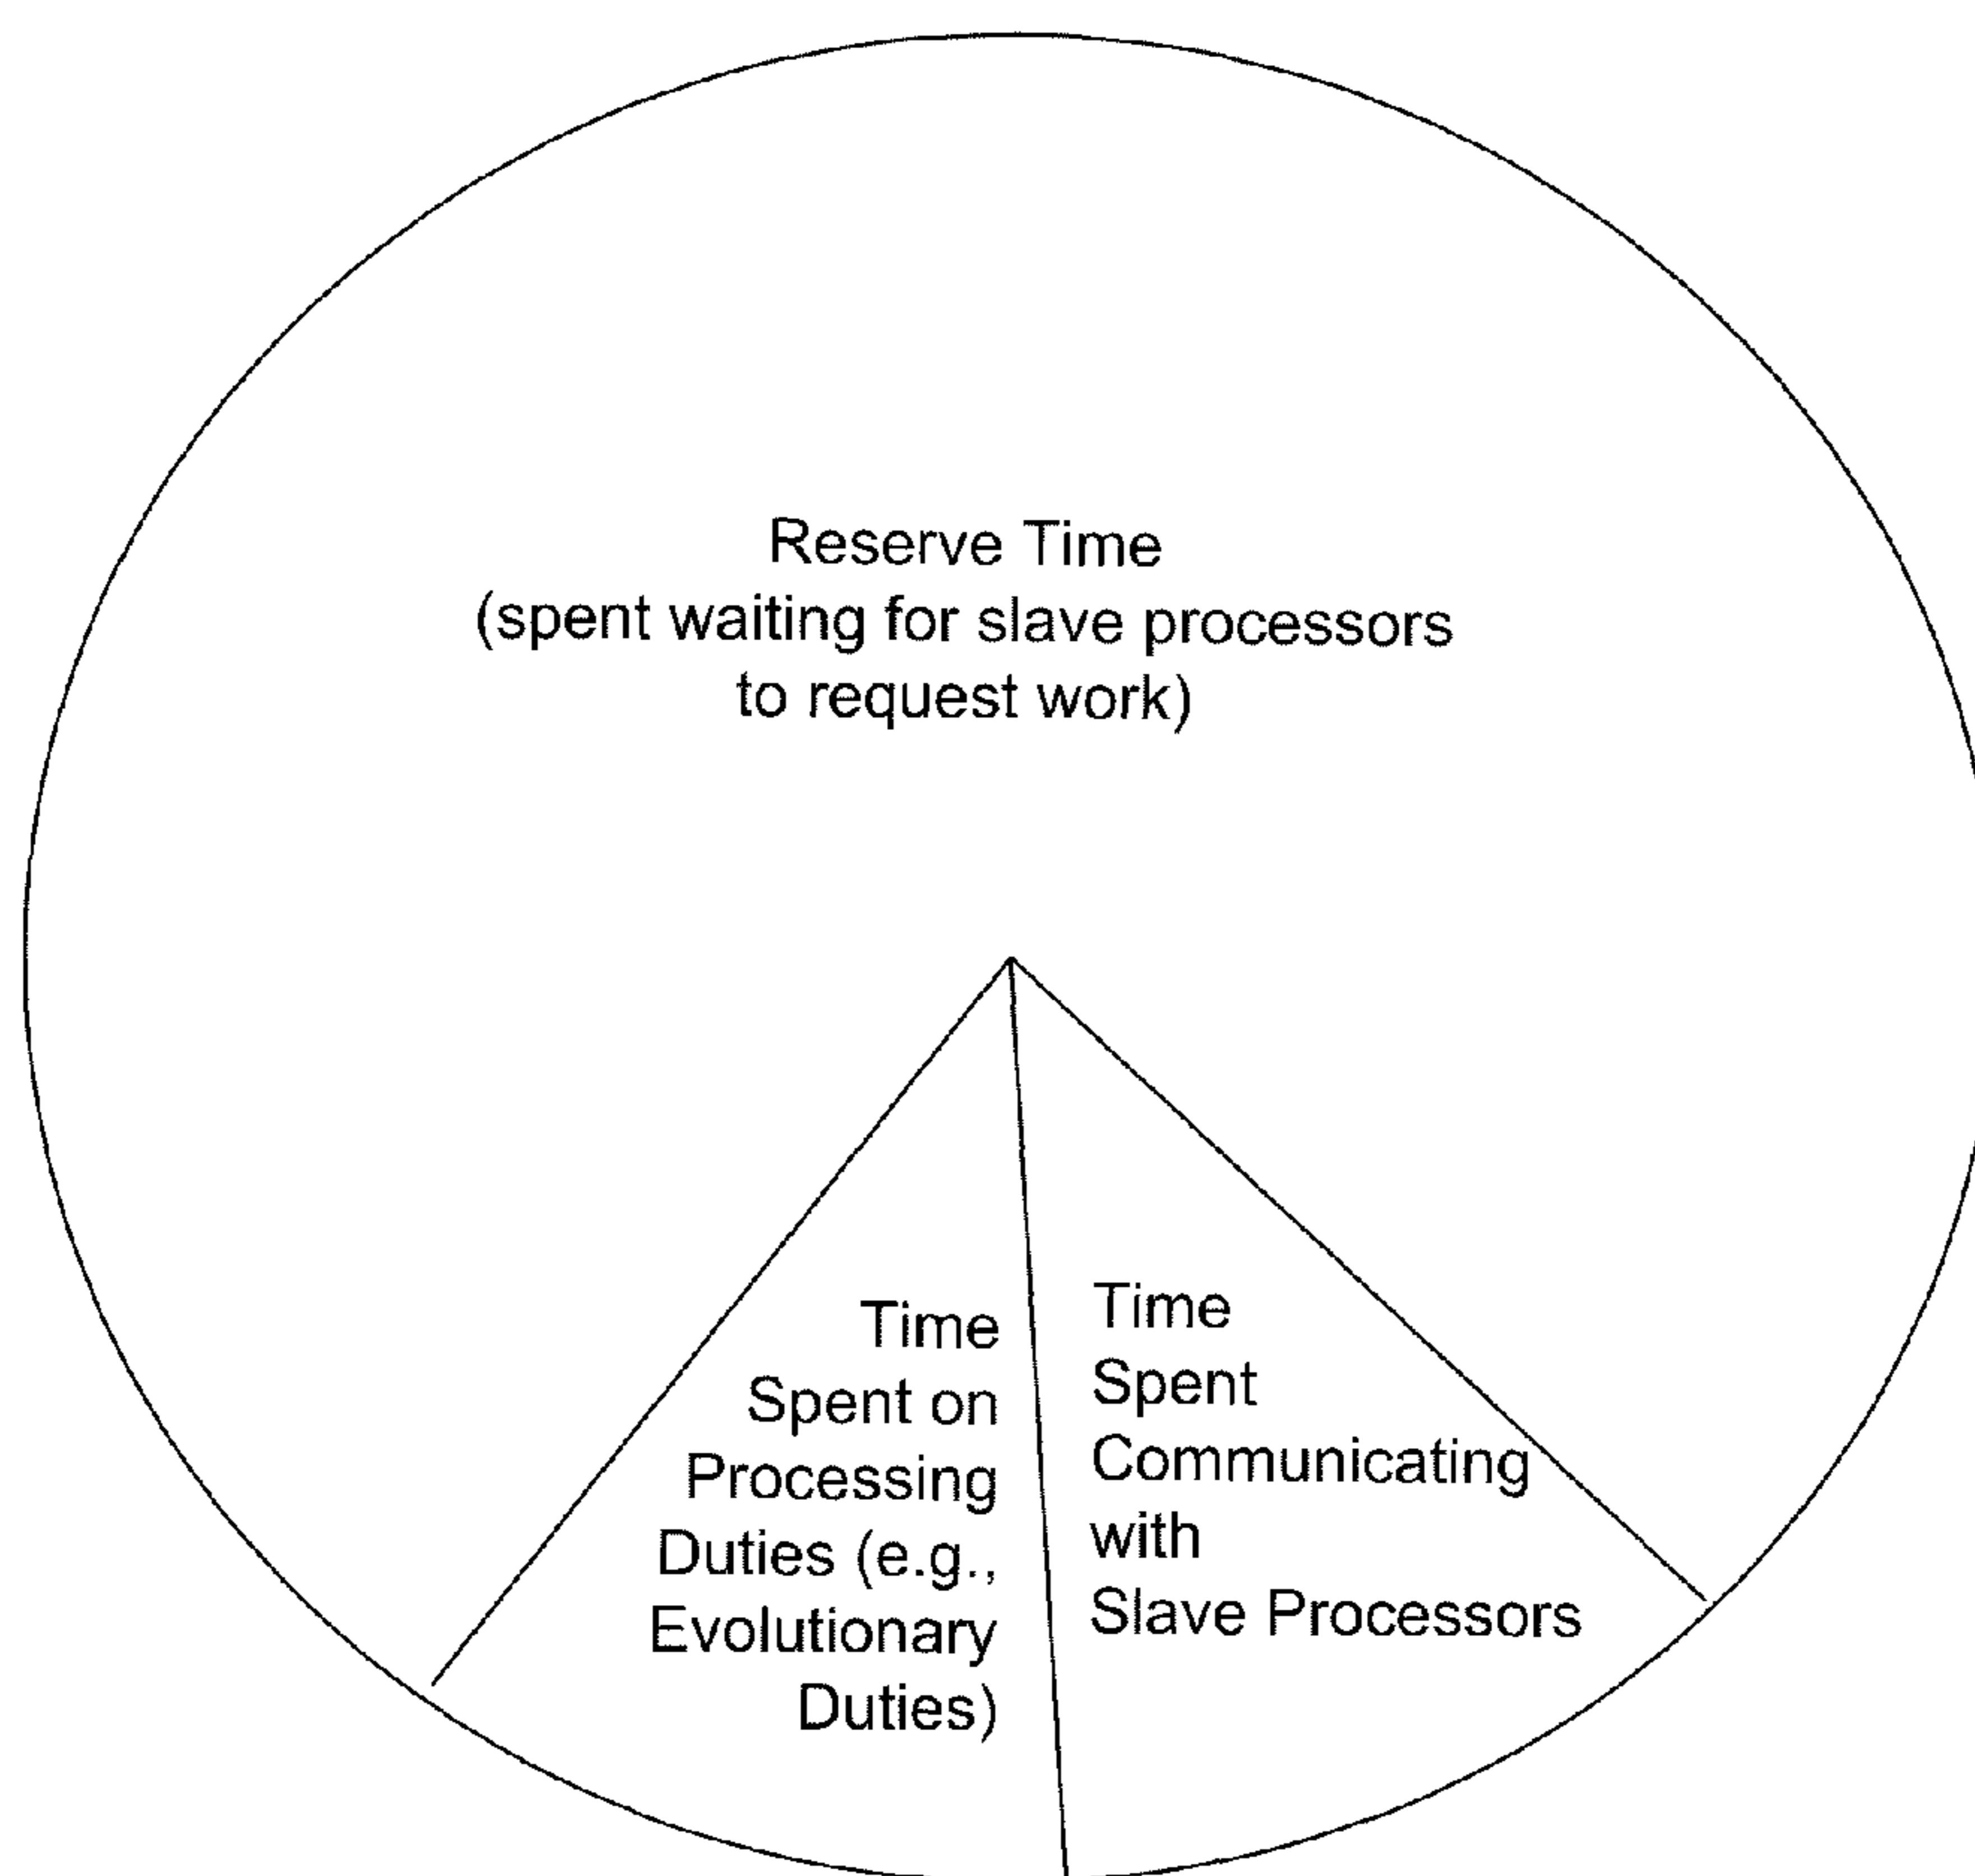 Reserve Time
(spent waiting for slave processors
to request work)
Time
Spent on
Processing
Duties (e.g.,
Evolutionary
Duties)
Time
Spent
Communicating
with
Slave Processors